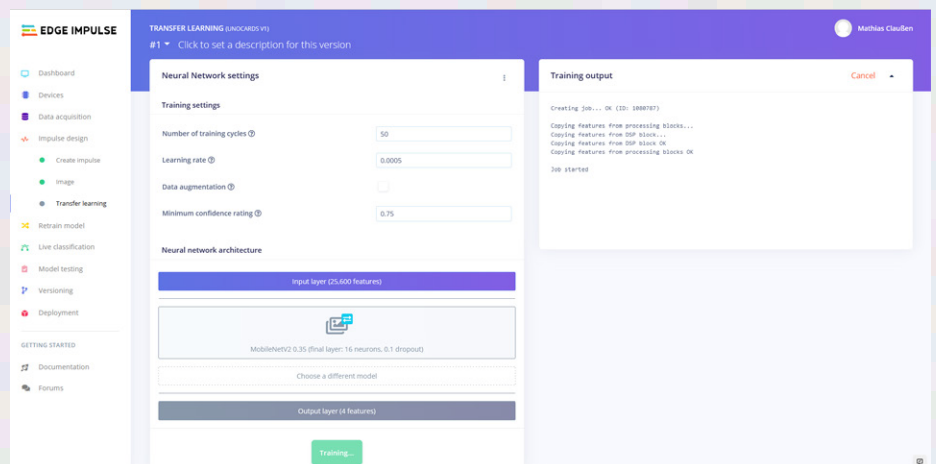 EDGE IMPULSE
Dashboard
Devices
Data acquisition
Impulse design
Create impulse
Image
Transfer learning
Retrain model
Live classification
Model testing
Versioning
Deployment
GETTING STARTED
Documentation
Forums
TRANSFER LEARNING (UNOCARDS V1)
#1 Click to set a description for this version
Mathias Claußen
Neural Network settings
Training settings
Number of training cycles
50
Learning rate
0.0005
Data augmentation
Minimum confidence rating
0.75
Neural network architecture
Input layer (25,600 features)
MobileNetV2 0.35 (final layer: 16 neurons, 0.1 dropout)
Choose a different model
Output layer (4 features)
Training...
Training output
Cancel
Creating job... OK (ID: 1080787)
Copying features from processing blocks...
Copying features from DSP block...
Copying features from DSP block OK
Copying features from processing blocks OK
Job started